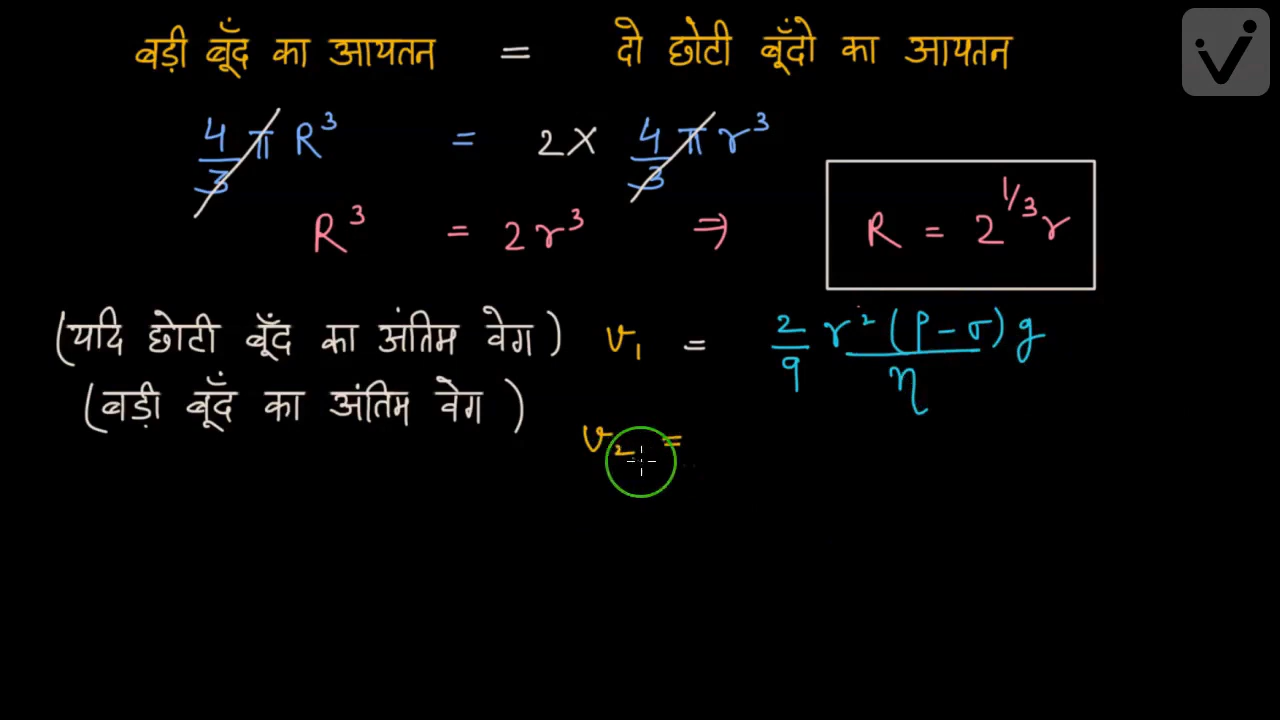 बड़ी बूँद का आयतन = दो छोटी बूँदो का आयतन
4/3 π R³ = 2 × 4/3 π r³
R³ = 2r³ ⇒ R = 2^1/3 r
(यदि छोटी बूँद का अंतिम वेग) v₁ = 2/9 r²(ρ-σ)g/η
(बड़ी बूँद का अंतिम वेग)
v₂ =